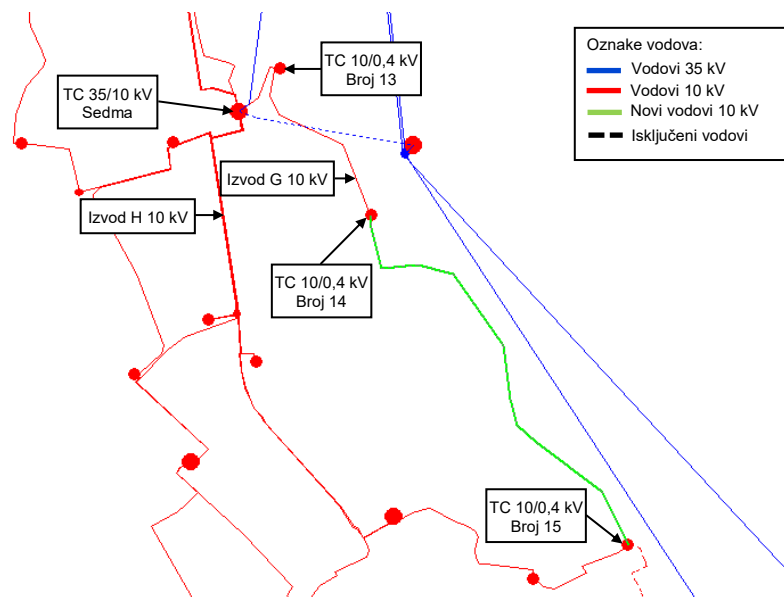 TC 10/0,4 kV
Broj 13
TC 35/10 kV
Sedma
Izvod G 10 kV
Izvod H 10 kV
TC 10/0,4 kV
Broj 14
TC 10/0,4 kV
Broj 15
Oznake vodova:
Vodovi 35 kV
Vodovi 10 kV
Novi vodovi 10 kV
Isključeni vodovi